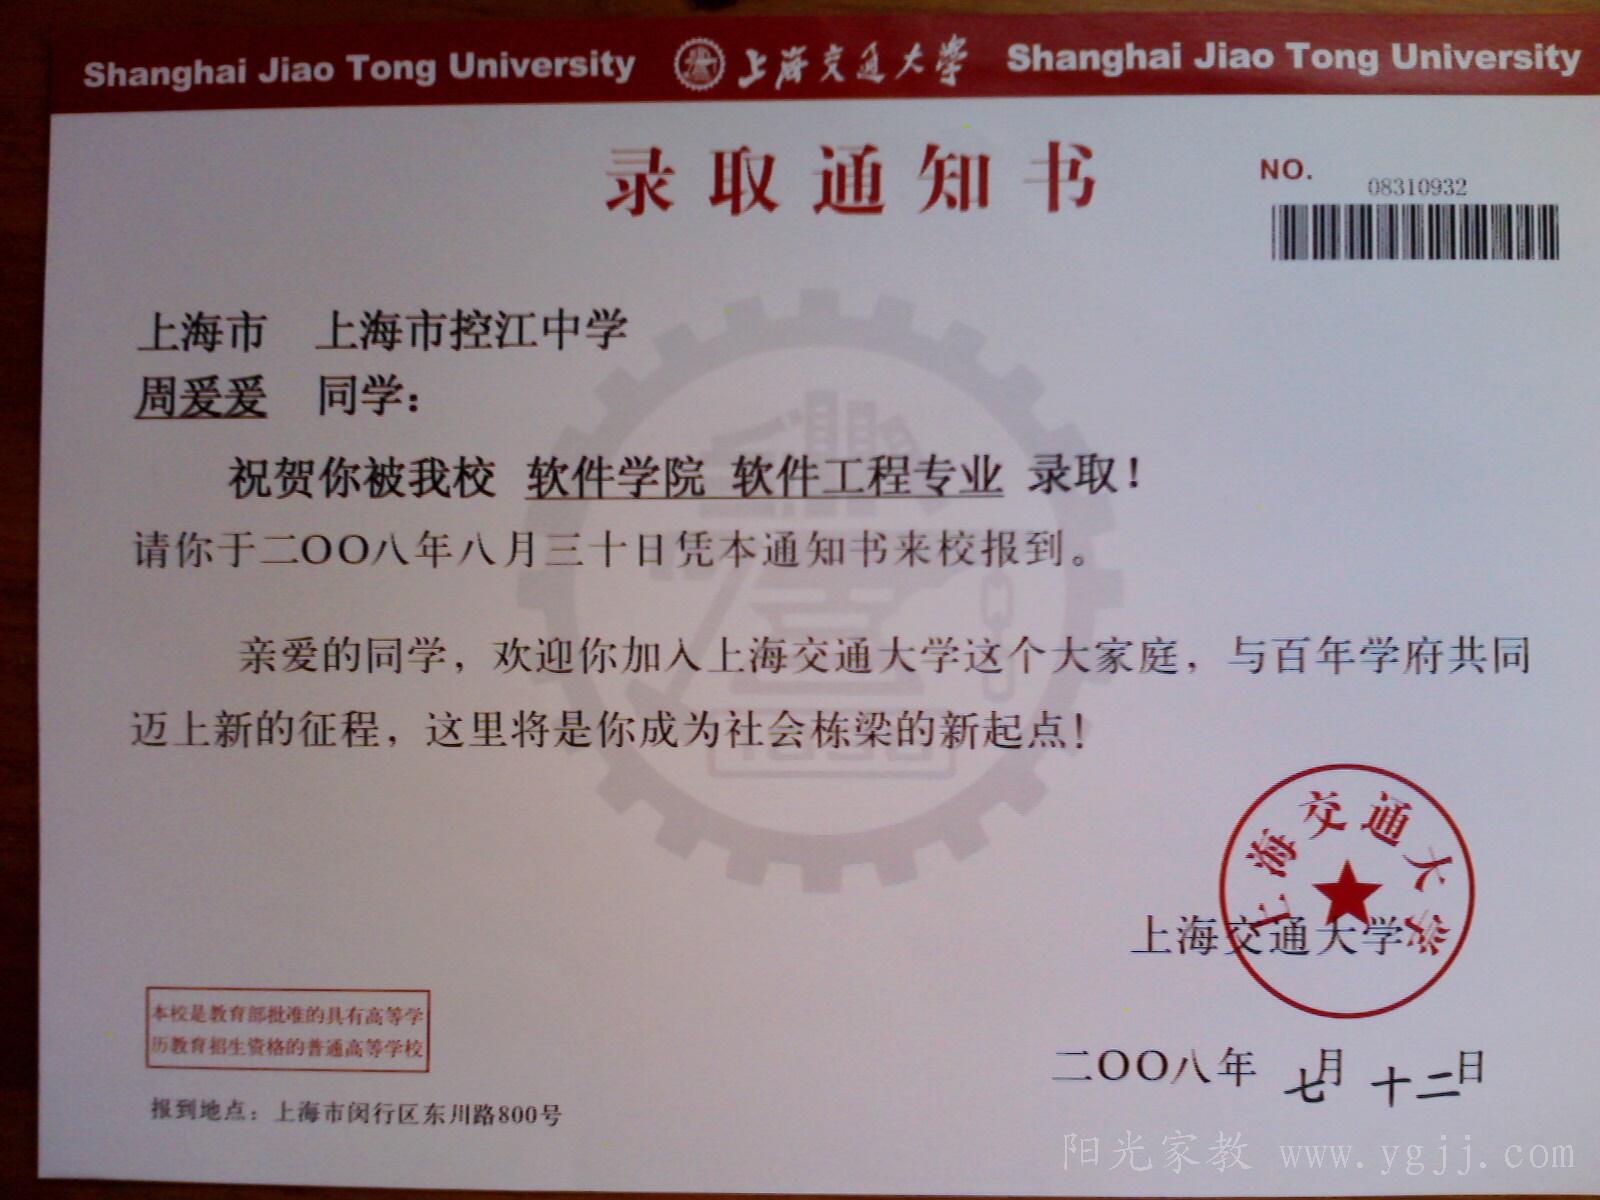 Shanghai Jiao Tong University 上海交通大学 Shanghai Jiao Tong University
录取通知书
NO. 08310932
上海市 上海市控江中学
周爰爰 同学：
祝贺你被我校 软件学院 软件工程专业 录取！
请你于二〇〇八年八月三十日凭本通知书来校报到。
亲爱的同学，欢迎你加入上海交通大学这个大家庭，与百年学府共同
迈上新的征程，这里将是你成为社会栋梁的新起点！
1896
上海交通大学
上海交通大学
二〇〇八年 七月 十二日
本校是教育部批准的具有高等学
历教育招生资格的普通高等学校
报到地点：上海市闵行区东川路800号
阳光家教 www.ygjj.com